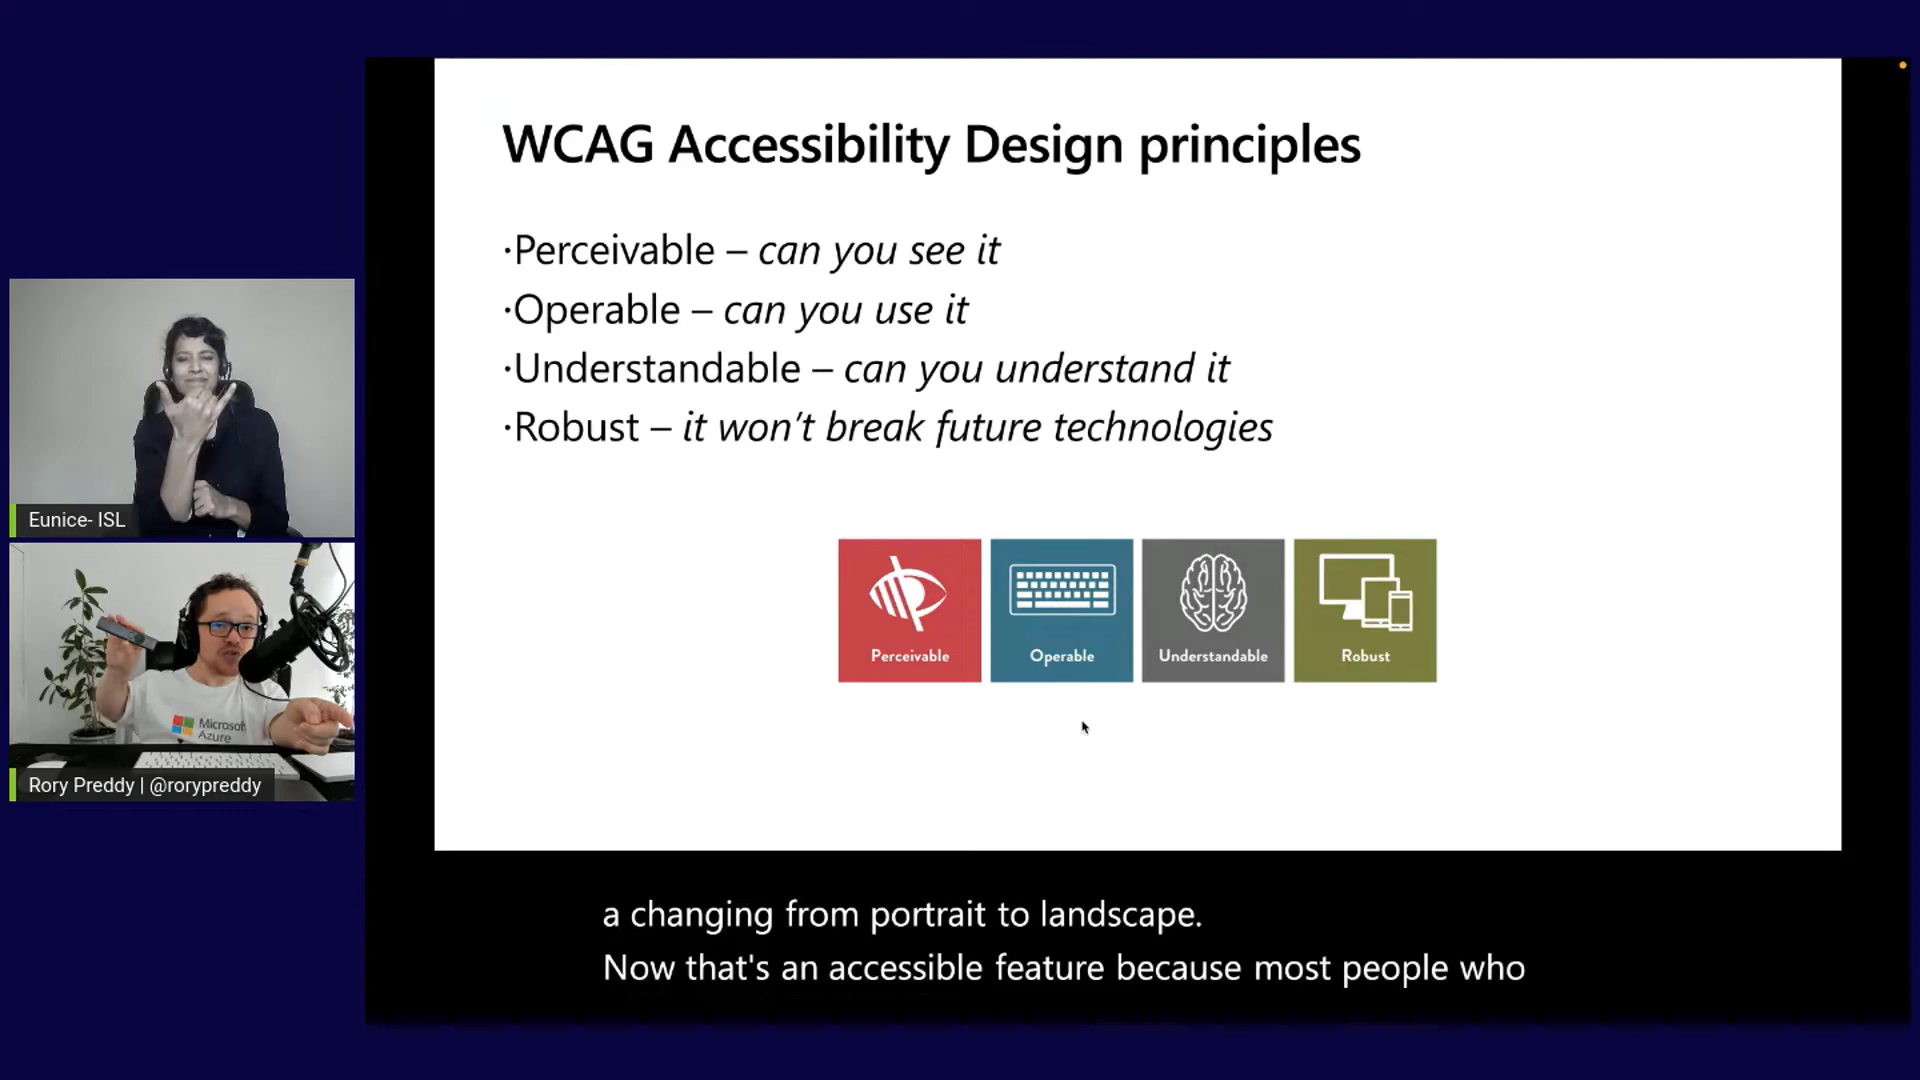 WCAG Accessibility Design principles
·Perceivable – can you see it
·Operable – can you use it
·Understandable – can you understand it
·Robust – it won't break future technologies
Perceivable
Operable
Understandable
Robust
Eunice- ISL
Microsoft
Azure
Rory Preddy | @rorypreddy
a changing from portrait to landscape.
Now that's an accessible feature because most people who